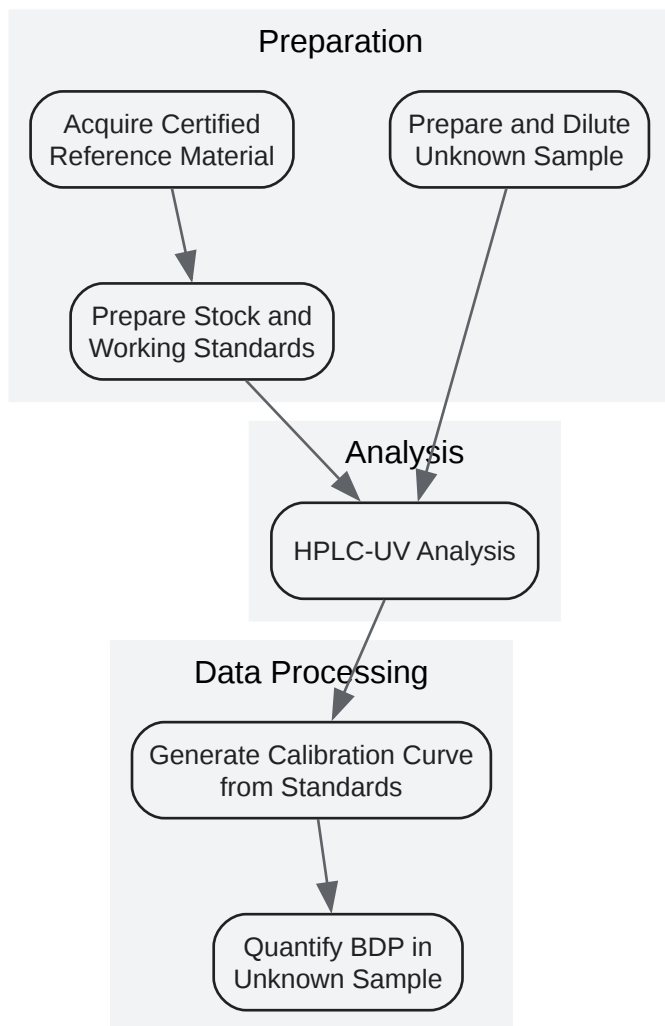 Preparation
Acquire Certified
Reference Material
Prepare and Dilute
Unknown Sample
Prepare Stock and
Working Standards
Analysis
HPLC-UV Analysis
Data Processing
Generate Calibration Curve
from Standards
Quantify BDP in
Unknown Sample